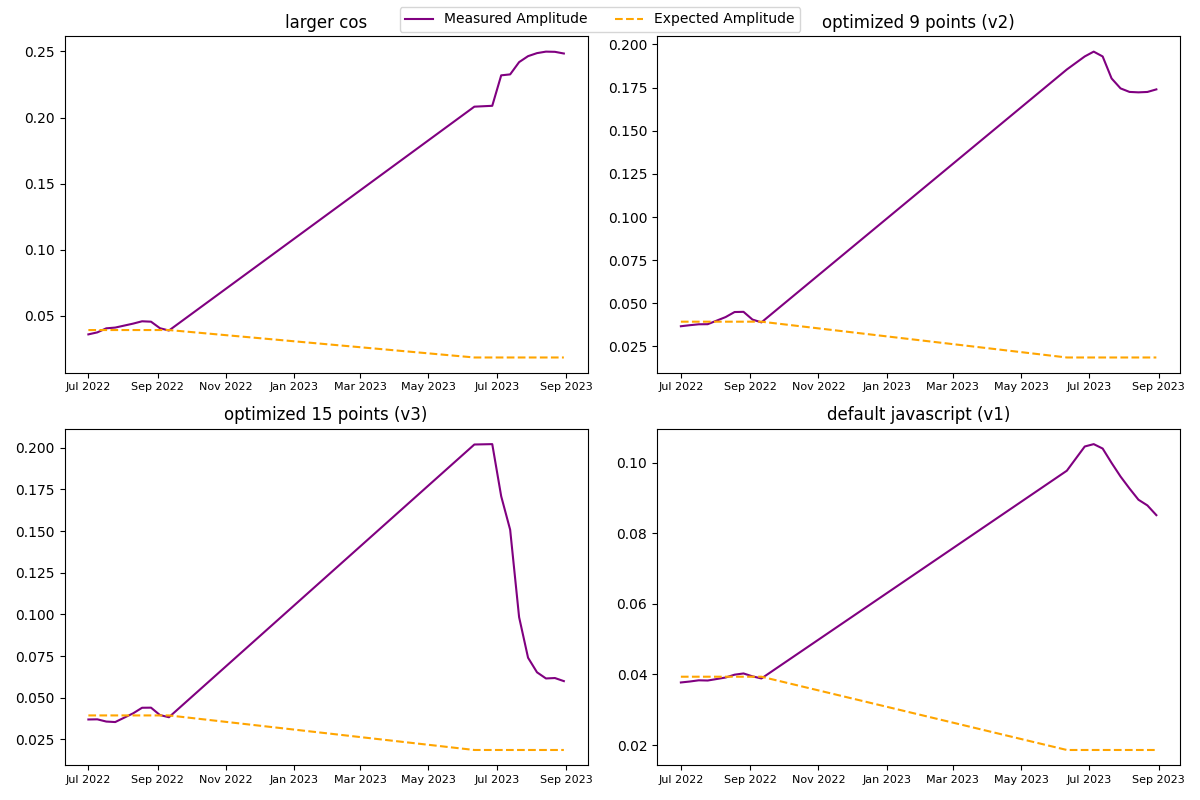 larger cos
Measured Amplitude
Expected Amplitude
optimized 9 points (v2)
0.25
0.20
0.15
0.10
0.05
Jul 2022 Sep 2022 Nov 2022 Jan 2023 Mar 2023 May 2023 Jul 2023 Sep 2023
0.200
0.175
0.150
0.125
0.100
0.075
0.050
0.025
Jul 2022 Sep 2022 Nov 2022 Jan 2023 Mar 2023 May 2023 Jul 2023 Sep 2023
optimized 15 points (v3)
0.200
0.175
0.150
0.125
0.100
0.075
0.050
0.025
Jul 2022 Sep 2022 Nov 2022 Jan 2023 Mar 2023 May 2023 Jul 2023 Sep 2023
default javascript (v1)
0.10
0.08
0.06
0.04
0.02
Jul 2022 Sep 2022 Nov 2022 Jan 2023 Mar 2023 May 2023 Jul 2023 Sep 2023